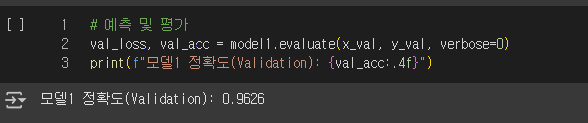 [ ]
1 # 예측 및 평가
2 val_loss, val_acc = model1.evaluate(x_val, y_val, verbose=0)
3 print(f"모델1 정확도(Validation): {val_acc:.4f}")
모델1 정확도(Validation): 0.9626